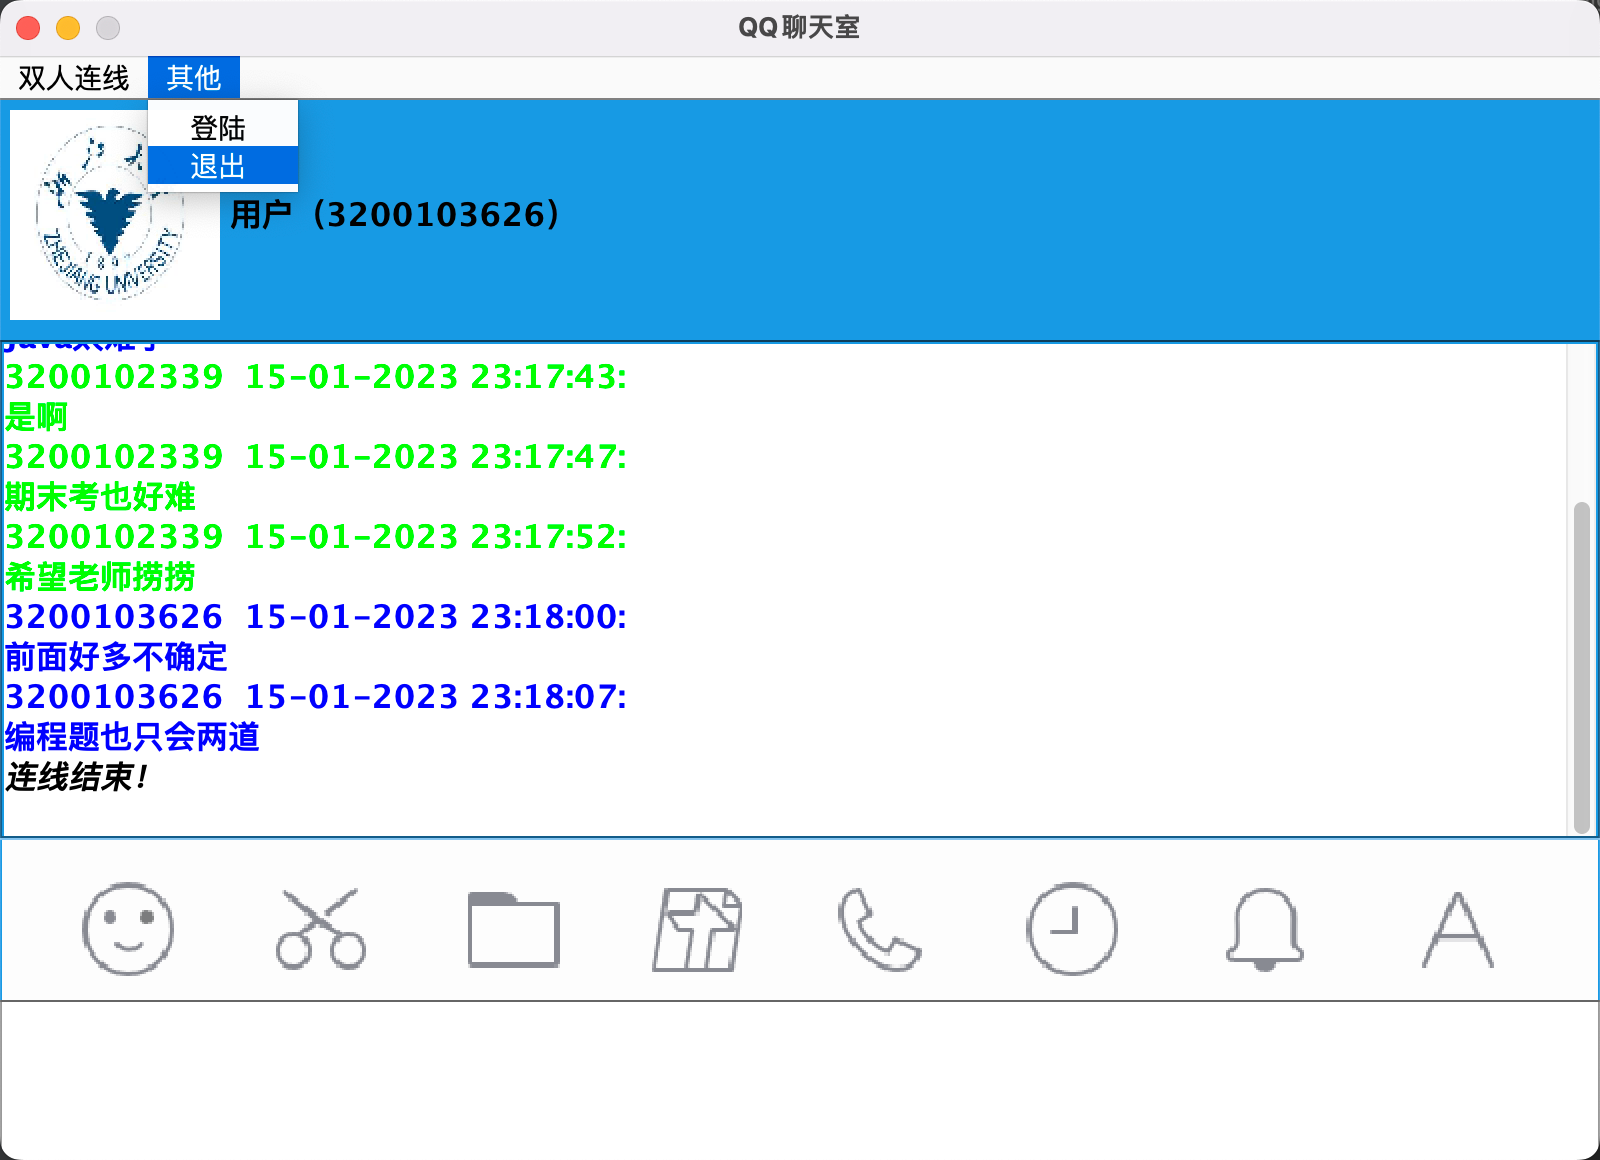 QQ聊天室
双人连线 其他
登陆
退出
ZHEJIANG UNIVERSITY
用户（3200103626）
3200102339 15-01-2023 23:17:43:
是啊
3200102339 15-01-2023 23:17:47:
期末考也好难
3200102339 15-01-2023 23:17:52:
希望老师捞捞
3200103626 15-01-2023 23:18:00:
前面好多不确定
3200103626 15-01-2023 23:18:07:
编程题也只会两道
连线结束！